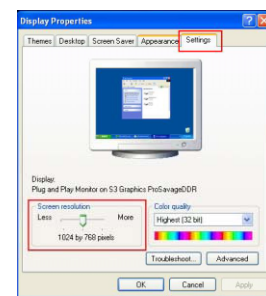 Display Properties
Themes Desktop Screen Saver Appearance Settings
Display:
Plug and Play Monitor on S3 Graphics ProSavageDDR
Screen resolution
Less More
1024 by 768 pixels
Color quality
Highest (32 bit)
Troubleshoot... Advanced
OK Cancel Apply